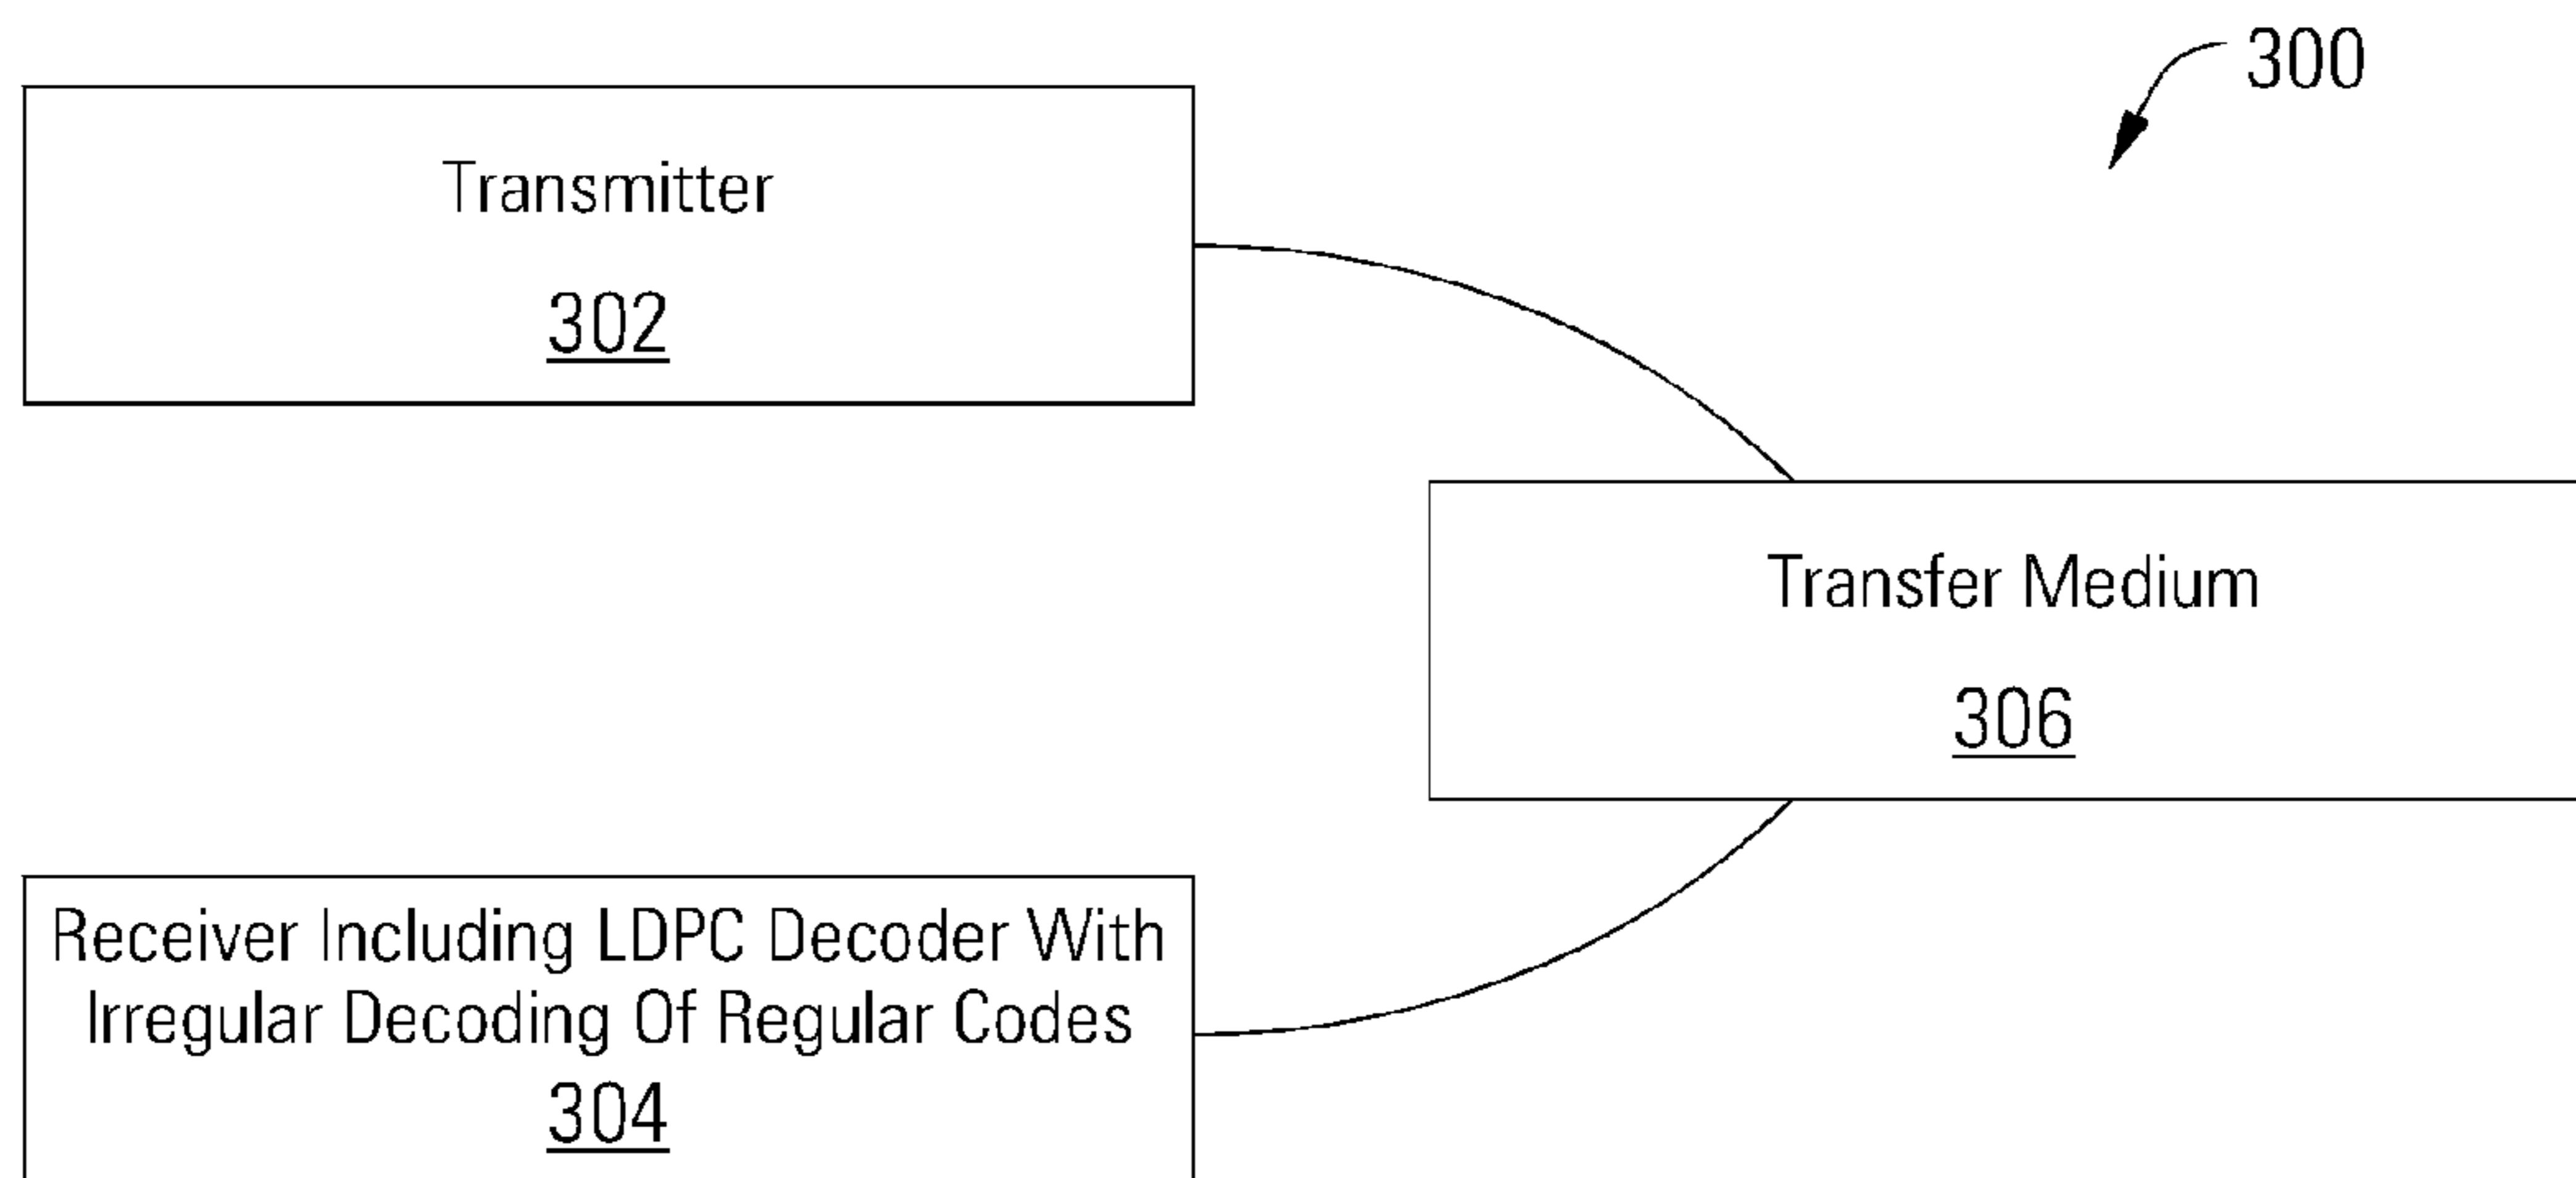 300
Transmitter
302
Transfer Medium
306
Receiver Including LDPC Decoder With
Irregular Decoding Of Regular Codes
304